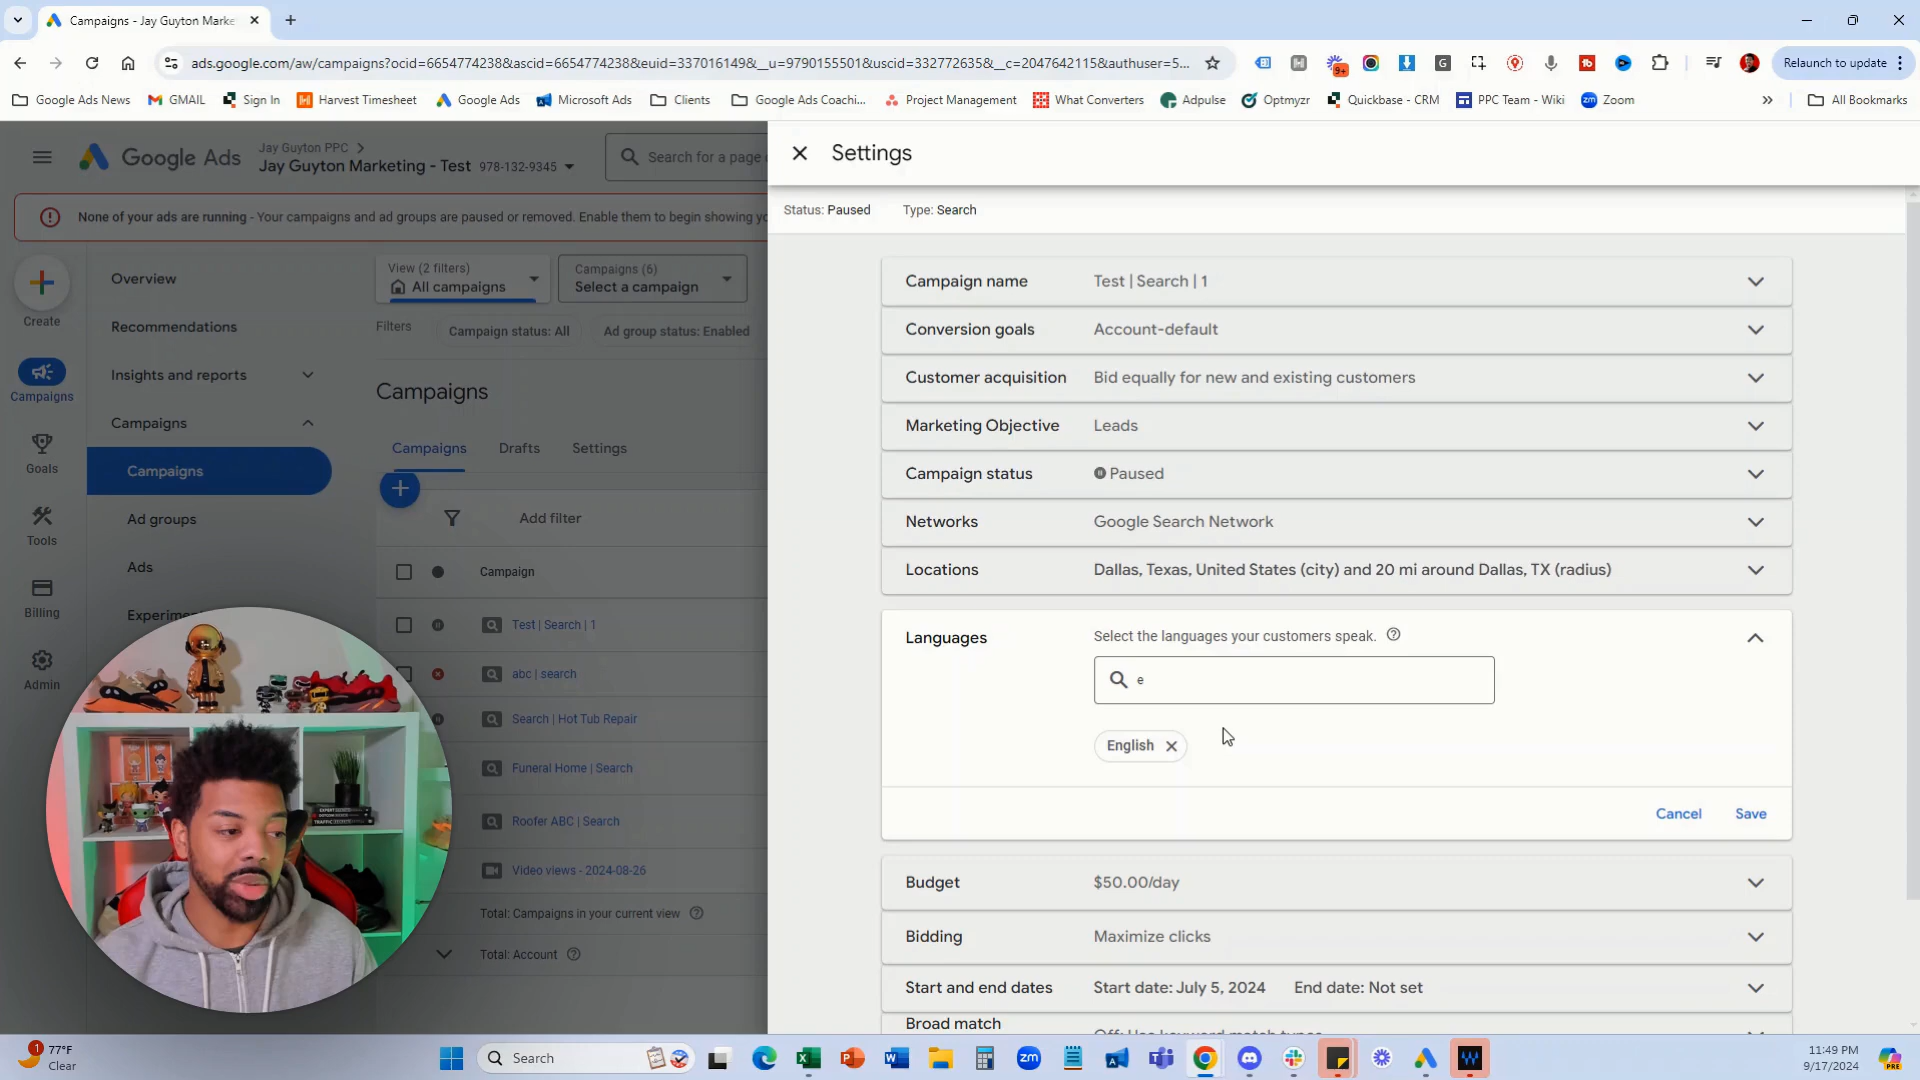 Campaigns - Jay Guyton Marke
ads.google.com/aw/campaigns?ocid=6654774238&ascid=6654774238&euid=337016149&__u=9790155501&uscid=332772635&__c=2047642115&authuser=5...
9+
Relaunch to update
Google Ads News
GMAIL
Sign In
Harvest Timesheet
Google Ads
Microsoft Ads
Clients
Google Ads Coachi...
Project Management
What Converters
Adpulse
Optmyzr
Quickbase - CRM
PPC Team - Wiki
Zoom
All Bookmarks
Google Ads
Jay Guyton PPC
Jay Guyton Marketing - Test 978-132-9345
Search for a page
None of your ads are running - Your campaigns and ad groups are paused or removed. Enable them to begin showing yo
Create
Campaigns
Goals
Tools
Billing
Admin
Overview
Recommendations
Insights and reports
Campaigns
Campaigns
Ad groups
Ads
Experim
View (2 filters)
All campaigns
Campaigns (6)
Select a campaign
Filters
Campaign status: All
Ad group status: Enabled
Campaigns
Campaigns
Drafts
Settings
Add filter
Campaign
Test | Search | 1
abc | search
Search | Hot Tub Repair
Funeral Home | Search
Roofer ABC | Search
Video views - 2024-08-26
Total: Campaigns in your current view
Total: Account
Settings
Status: Paused
Type: Search
Campaign name Test | Search | 1
Conversion goals Account-default
Customer acquisition Bid equally for new and existing customers
Marketing Objective Leads
Campaign status Paused
Networks Google Search Network
Locations Dallas, Texas, United States (city) and 20 mi around Dallas, TX (radius)
Languages Select the languages your customers speak.
e
English
Cancel
Save
Budget $50.00/day
Bidding Maximize clicks
Start and end dates Start date: July 5, 2024 End date: Not set
Broad match
Off: Use keyword match types
1
77°F
Clear
Search
11:49 PM
9/17/2024